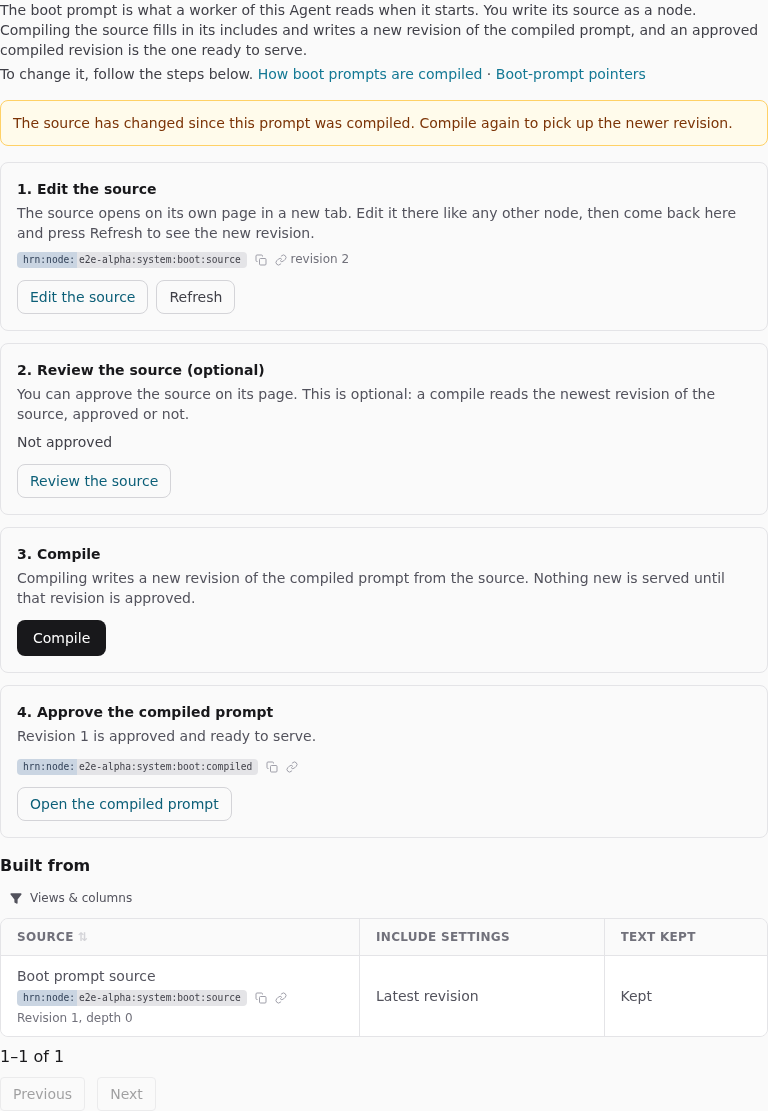 The boot prompt is what a worker of this Agent reads when it starts. You write its source as a node.
Compiling the source fills in its includes and writes a new revision of the compiled prompt, and an approved
compiled revision is the one ready to serve.
To change it, follow the steps below. How boot prompts are compiled · Boot-prompt pointers
The source has changed since this prompt was compiled. Compile again to pick up the newer revision.
1. Edit the source
The source opens on its own page in a new tab. Edit it there like any other node, then come back here
and press Refresh to see the new revision.
hrn:node: e2e-alpha:system:boot:source revision 2
Edit the source Refresh
2. Review the source (optional)
You can approve the source on its page. This is optional: a compile reads the newest revision of the
source, approved or not.
Not approved
Review the source
3. Compile
Compiling writes a new revision of the compiled prompt from the source. Nothing new is served until
that revision is approved.
Compile
4. Approve the compiled prompt
Revision 1 is approved and ready to serve.
hrn:node: e2e-alpha:system:boot:compiled
Open the compiled prompt
Built from
Views & columns
SOURCE ⇅ INCLUDE SETTINGS TEXT KEPT
Boot prompt source
hrn:node: e2e-alpha:system:boot:source Latest revision Kept
Revision 1, depth 0
1–1 of 1
Previous Next